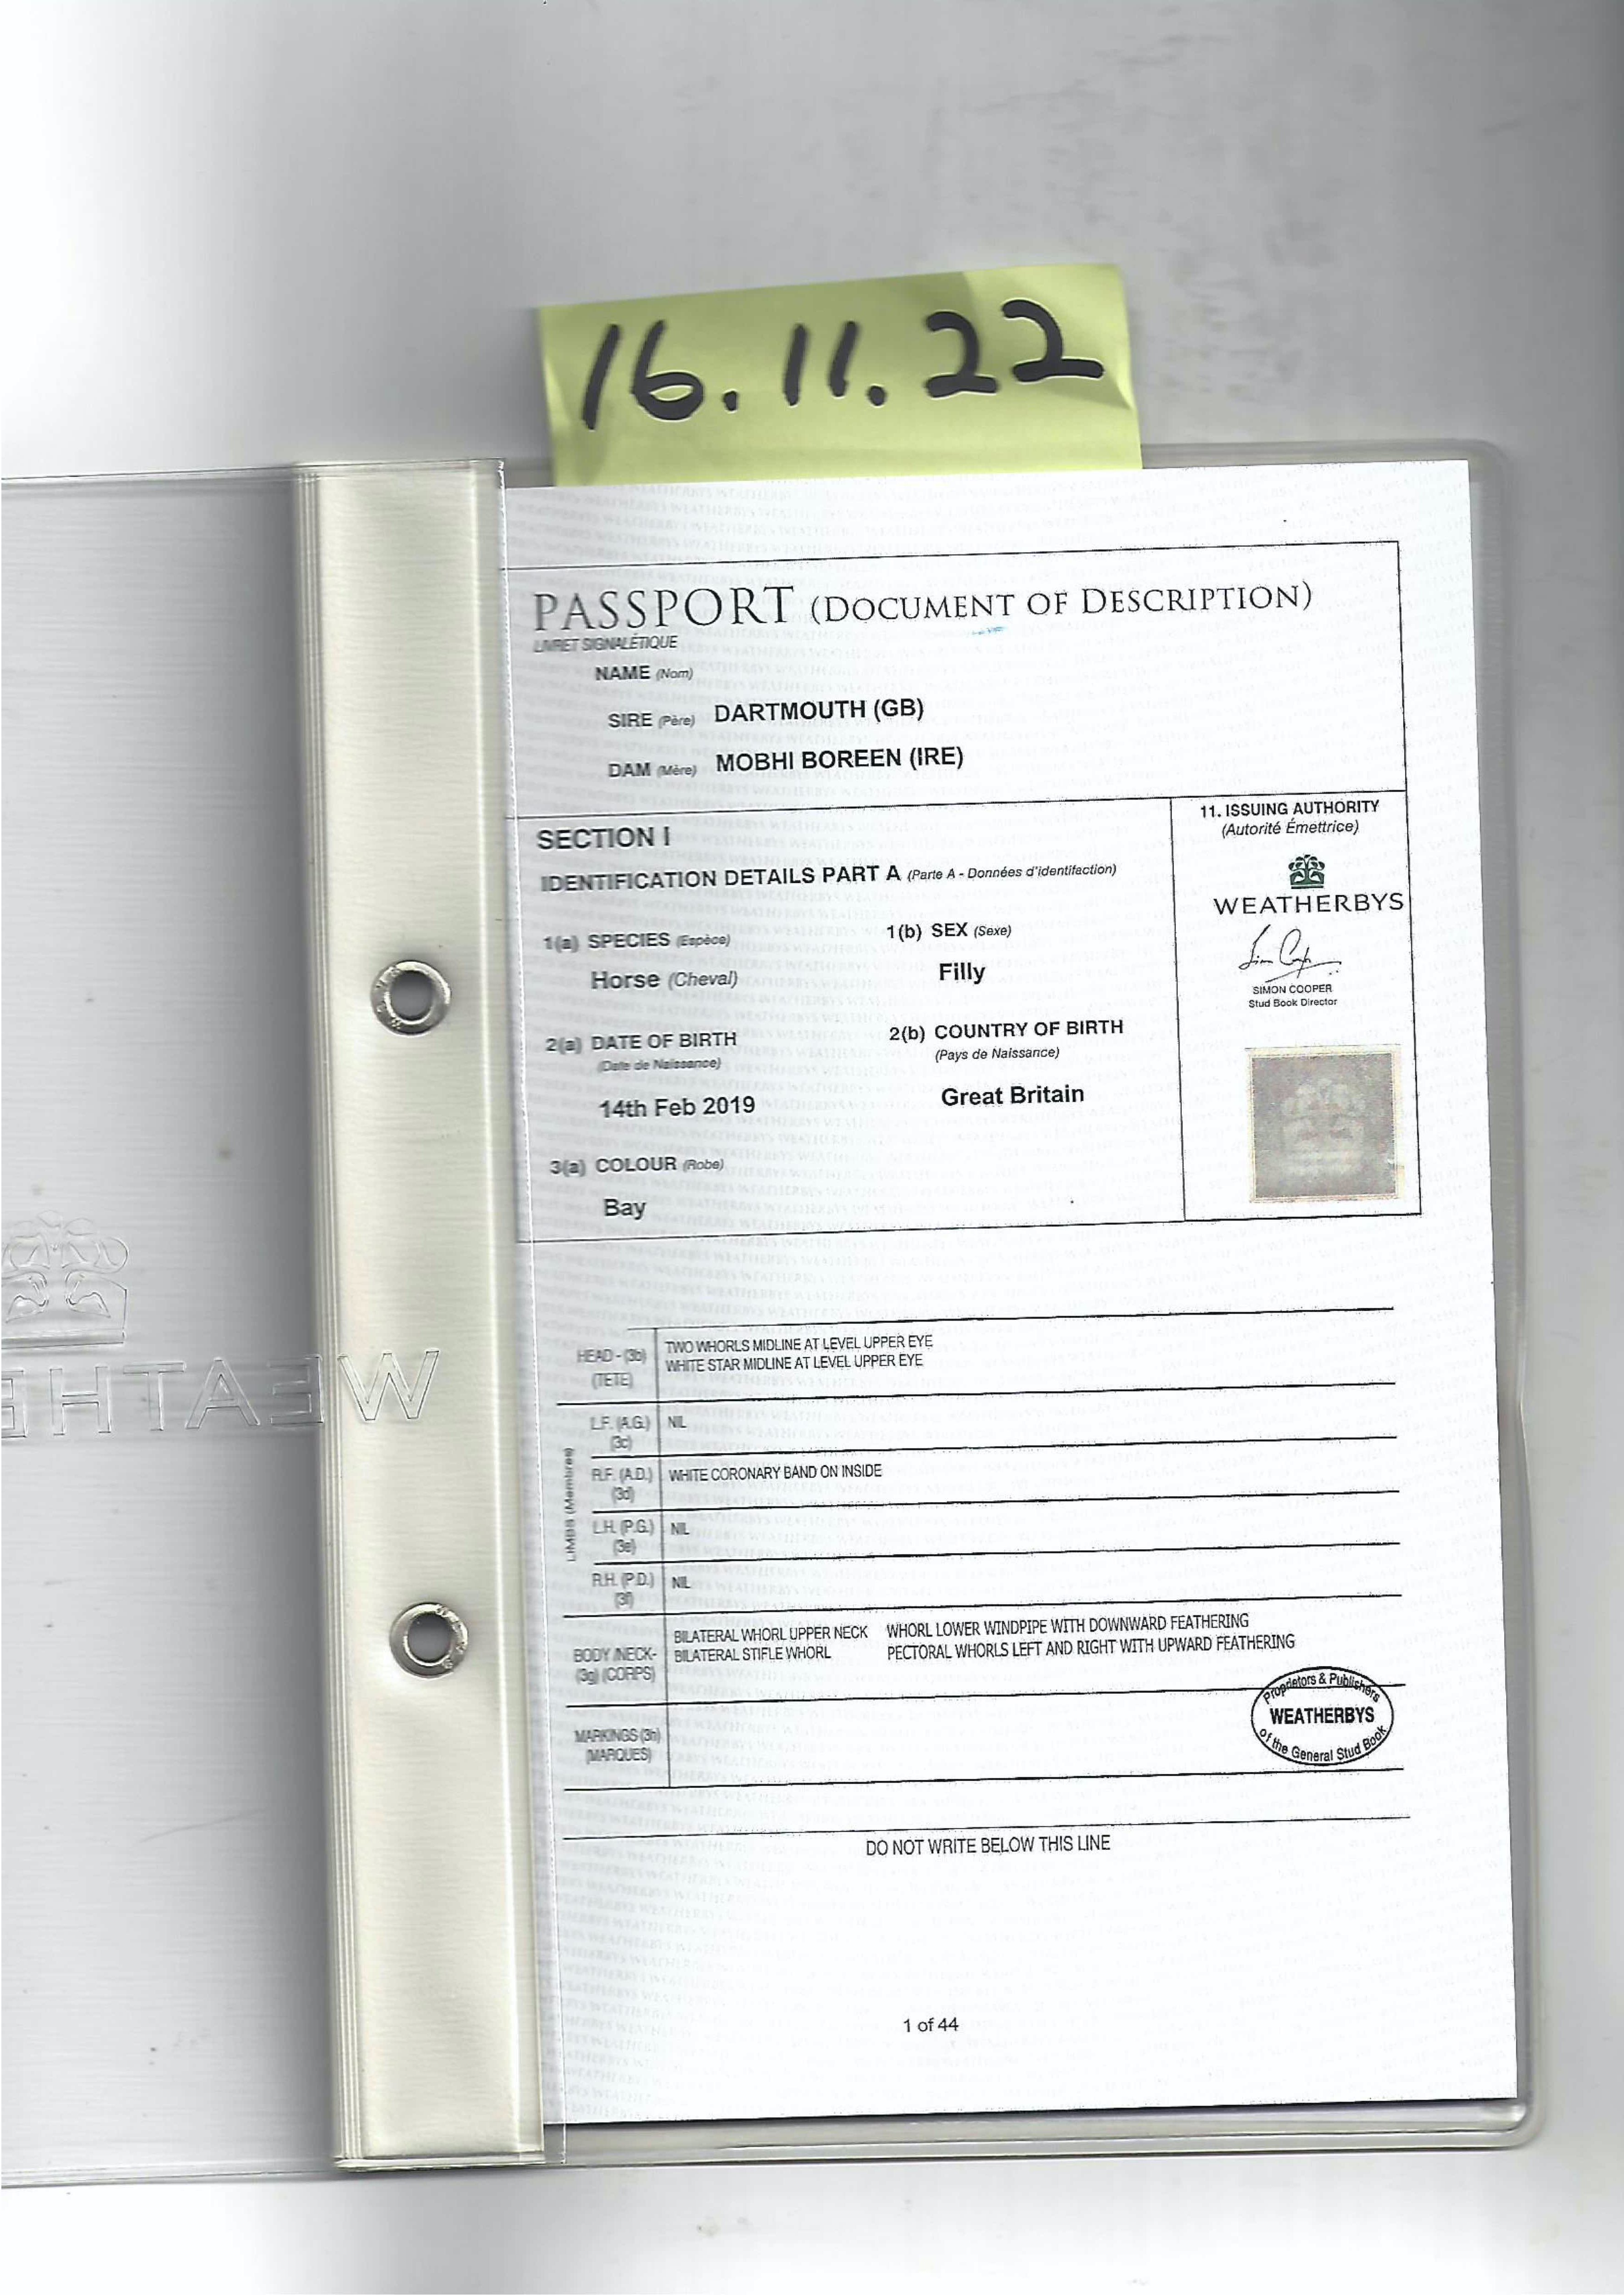 16.11.22
PASSPORT (DOCUMENT OF DESCRIPTION)
LIVRET SIGNALÉTIQUE
NAME (Nom)
SIRE (Père) DARTMOUTH (GB)
DAM (Mère) MOBHI BOREEN (IRE)
SECTION I
IDENTIFICATION DETAILS PART A (Parte A - Données d'identifaction)
1(a) SPECIES (Espèce)
Horse (Cheval)
1(b) SEX (Sexe)
Filly
2(a) DATE OF BIRTH
(Date de Naissance)
14th Feb 2019
2(b) COUNTRY OF BIRTH
(Pays de Naissance)
Great Britain
3(a) COLOUR (Robe)
Bay
11. ISSUING AUTHORITY
(Autorité Émettrice)
WEATHERBYS
SIMON COOPER
Stud Book Director
HEAD - (3b)
(TETE)
TWO WHORLS MIDLINE AT LEVEL UPPER EYE
WHITE STAR MIDLINE AT LEVEL UPPER EYE
LIMBS (Membres)
L.F. (A.G.) NIL
(3c)
R.F. (A.D.) WHITE CORONARY BAND ON INSIDE
(3d)
L.H. (P.G.) NIL
(3e)
R.H. (P.D.) NIL
(3f)
BODY/NECK-
(3g) (CORPS)
BILATERAL WHORL UPPER NECK WHORL LOWER WINDPIPE WITH DOWNWARD FEATHERING
BILATERAL STIFLE WHORL PECTORAL WHORLS LEFT AND RIGHT WITH UPWARD FEATHERING
MARKINGS (3h)
(MARQUES)
Proprietors & Publishers
WEATHERBYS
of the General Stud Book
DO NOT WRITE BELOW THIS LINE
1 of 44